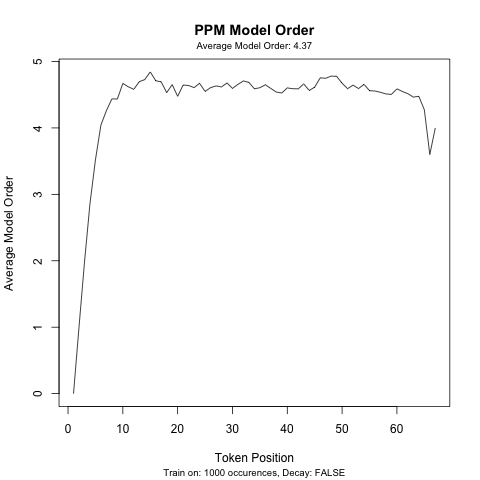 PPM Model Order
Average Model Order: 4.37
5
4
3
2
1
0
Average Model Order
0 10 20 30 40 50 60
Token Position
Train on: 1000 occurences, Decay: FALSE